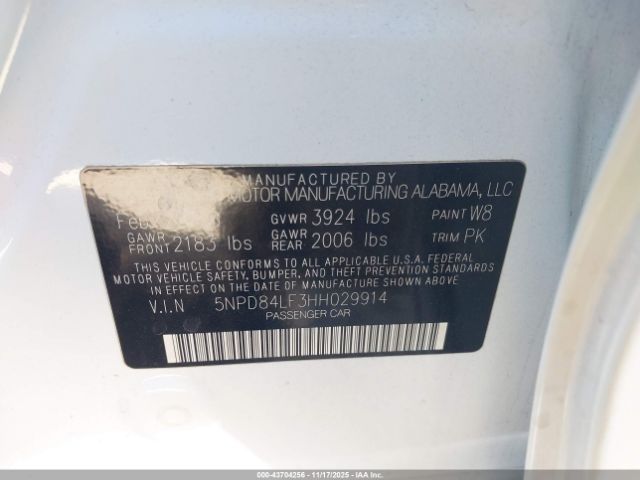 MANUFACTURED BY
MOTOR MANUFACTURING ALABAMA, LLC
GVWR 3924 lbs PAINT W8
GAWR FRONT 2183 lbs GAWR REAR 2006 lbs TRIM PK
THIS VEHICLE CONFORMS TO ALL APPLICABLE U.S.A. FEDERAL
MOTOR VEHICLE SAFETY, BUMPER, AND THEFT PREVENTION
STANDARDS IN EFFECT ON THE DATE OF MANUFACTURE SHOWN ABOVE
V.I.N 5NPD84LF3HH029914
PASSENGER CAR
000-43704256 - 11/17/2025 - #1234